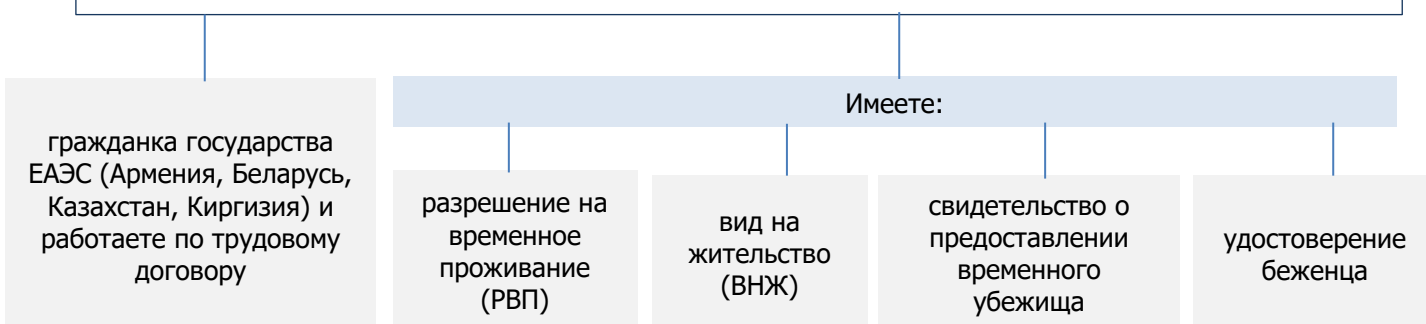 Имеете:
гражданка государства
ЕАЭС (Армения, Беларусь,
Казахстан, Киргизия) и
работаете по трудовому
договору
разрешение на
временное
проживание
(РВП)
вид на
жительство
(ВНЖ)
свидетельство о
предоставлении
временного
убежища
удостоверение
беженца